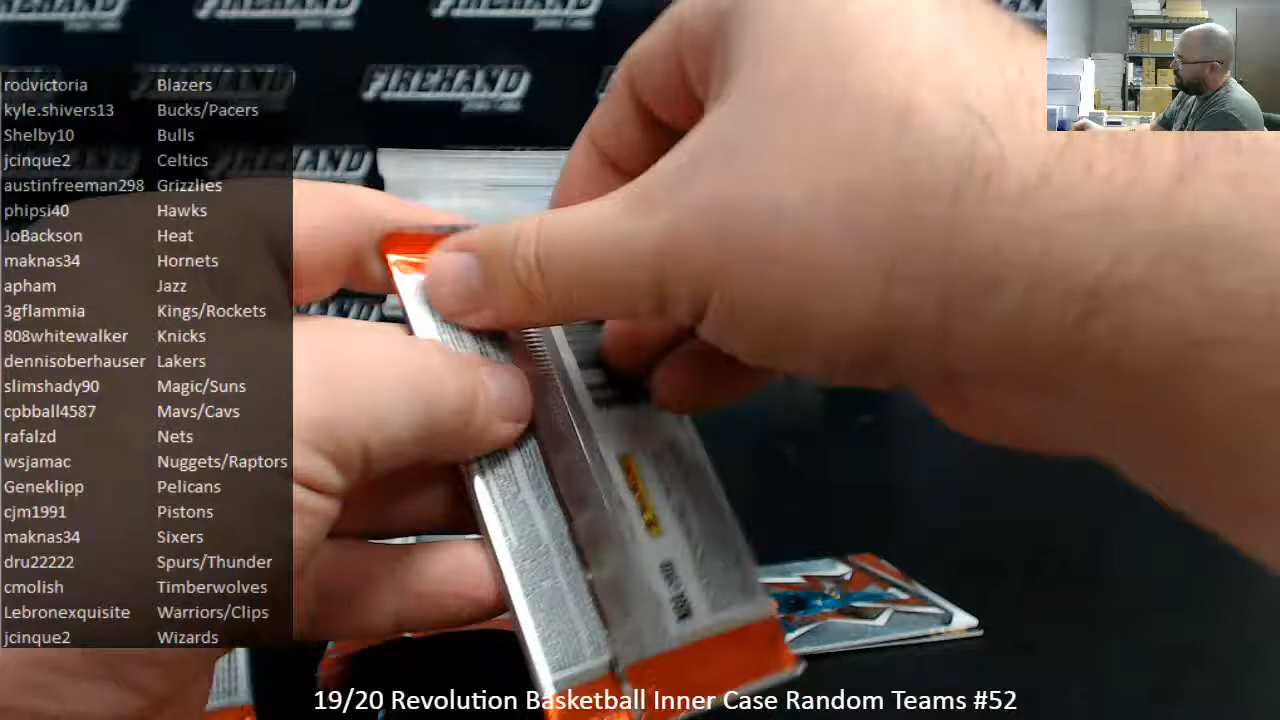 FIREHAND
rodvictoria Blazers
kyle.shivers13 Bucks/Pacers
Shelby10 Bulls
jcinque2 Celtics
austinfreeman298 Grizzlies
phipsi40 Hawks
JoBackson Heat
maknas34 Hornets
apham Jazz
3gflammia Kings/Rockets
808whitewalker Knicks
dennisoberhauser Lakers
slimshady90 Magic/Suns
cpbball4587 Mavs/Cavs
rafalzd Nets
wsjamac Nuggets/Raptors
Geneklipp Pelicans
cjm1991 Pistons
maknas34 Sixers
dru22222 Spurs/Thunder
cmolish Timberwolves
Lebronexquisite Warriors/Clips
jcinque2 Wizards
19/20 Revolution Basketball Inner Case Random Teams #52